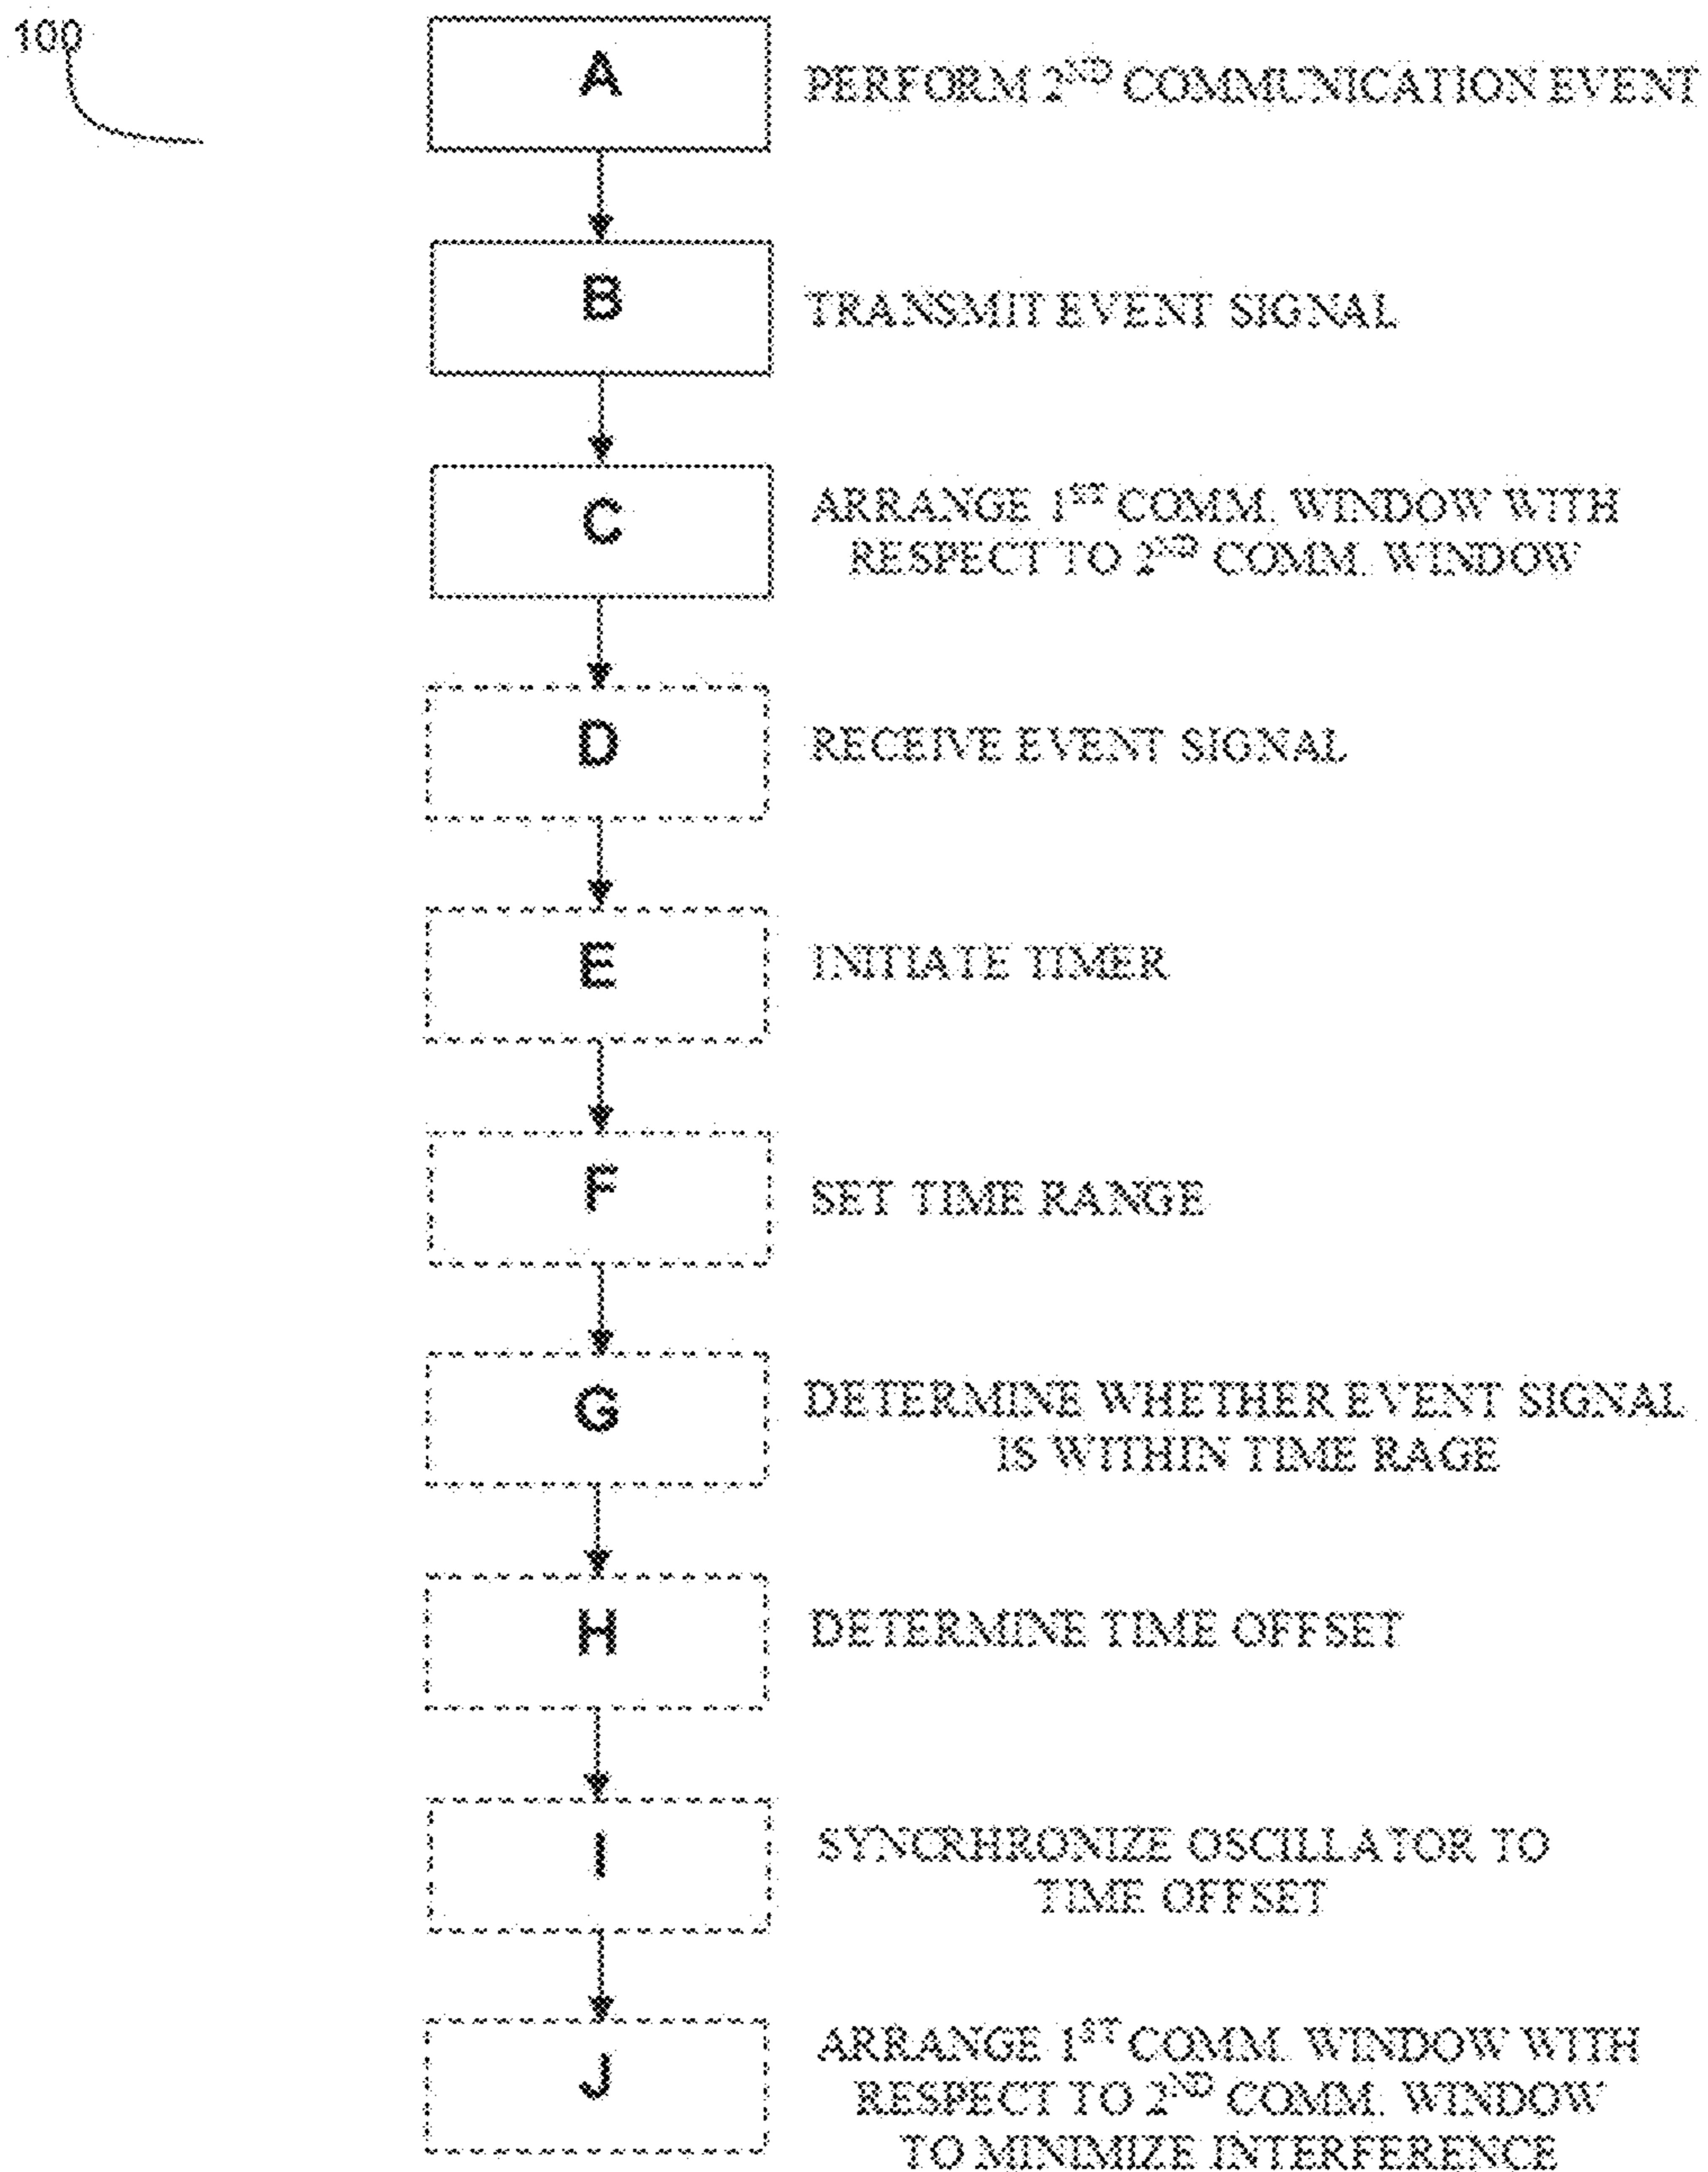 100
A
PERFORM 2ND COMMUNICATION EVENT
B
TRANSMIT EVENT SIGNAL
C
ARRANGE 1ST COMM. WINDOW WITH
RESPECT TO 2ND COMM. WINDOW
D
RECEIVE EVENT SIGNAL
E
INITIATE TIMER
F
SET TIME RANGE
G
DETERMINE WHETHER EVENT SIGNAL
IS WITHIN TIME RAGE
H
DETERMINE TIME OFFSET
I
SYNCRHRONIZE OSCILLATOR TO
TIME OFFSET
J
ARRANGE 1ST COMM. WINDOW WITH
RESPECT TO 2ND COMM. WINDOW
TO MINIMIZE INTERFERENCE